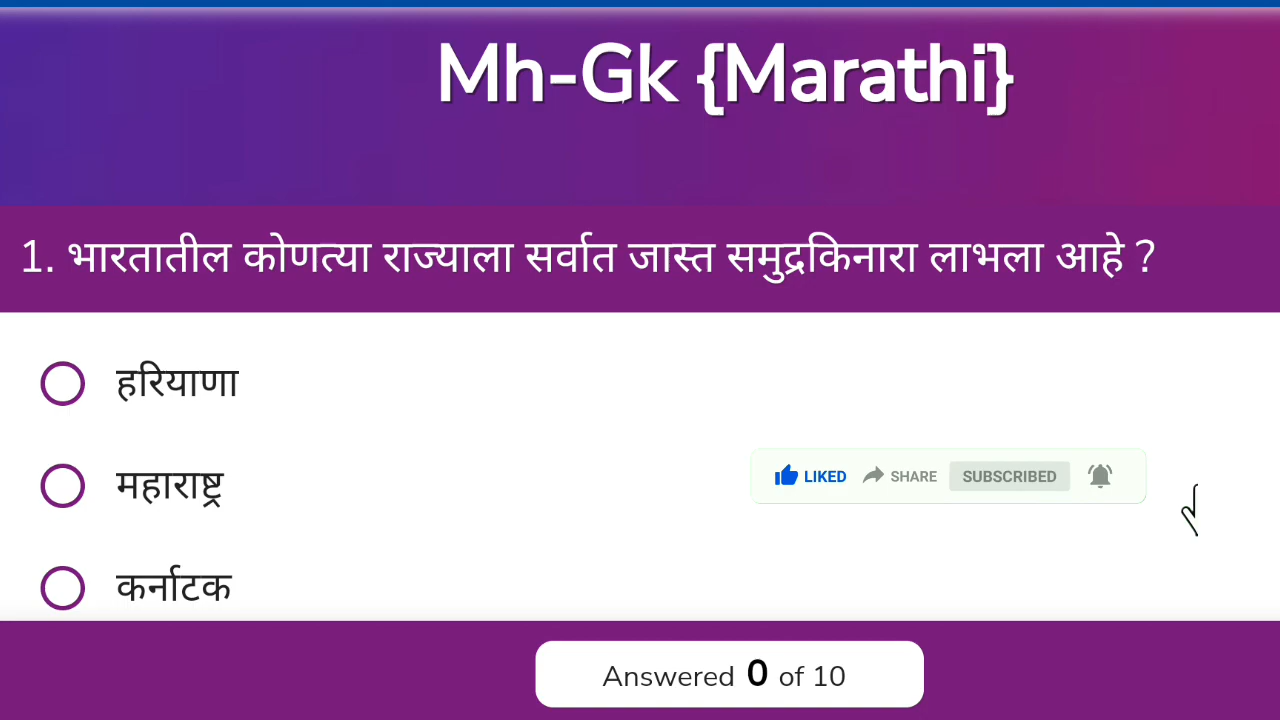 Mh-Gk {Marathi}
1. भारतातील कोणत्या राज्याला सर्वात जास्त समुद्रकिनारा लाभला आहे ?
हरियाणा
महाराष्ट्र
LIKED SHARE SUBSCRIBED
कर्नाटक
Answered 0 of 10